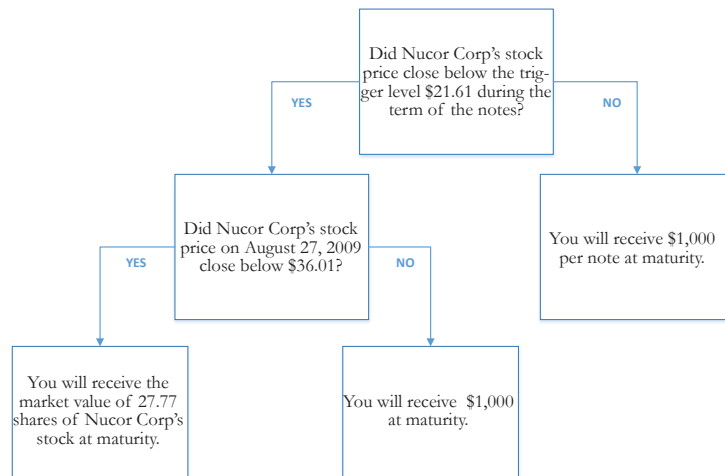 Did Nucor Corp's stock
price close below the trig-
ger level $21.61 during the
term of the notes?
YES
NO
Did Nucor Corp's stock
price on August 27, 2009
close below $36.01?
You will receive $1,000
per note at maturity.
YES
NO
You will receive the
market value of 27.77
shares of Nucor Corp's
stock at maturity.
You will receive $1,000
at maturity.